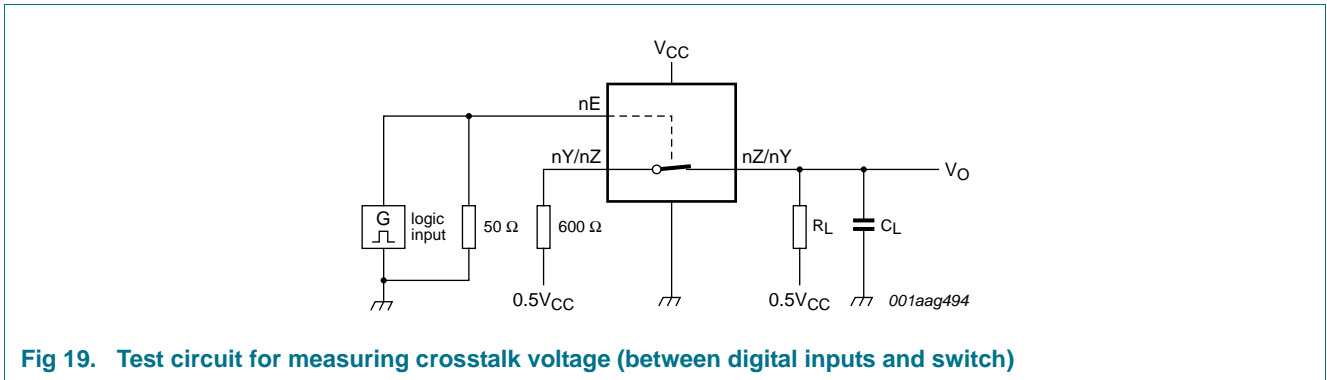 VCC
nE
nY/nZ
nZ/nY
VO
G
logic
input
50 Ω
600 Ω
RL
CL
0.5VCC
0.5VCC
001aag494
Fig 19. Test circuit for measuring crosstalk voltage (between digital inputs and switch)